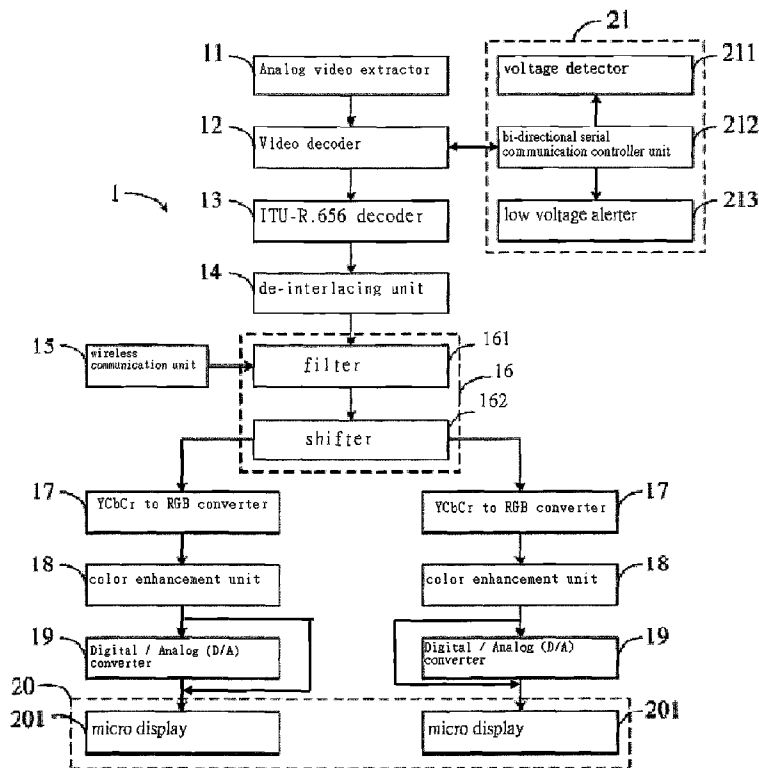 21
11
Analog video extractor
voltage detector
211
12
Video decoder
bi-directional serial
communication controller unit
212
1
13
ITU-R.656 decoder
low voltage alerter
213
14
de-interlacing unit
15
wireless
communication unit
filter
161
16
162
shifter
17
YCbCr to RGB converter
YCbCr to RGB converter
17
18
color enhancement unit
color enhancement unit
18
19
Digital / Analog (D/A)
converter
Digital / Analog (D/A)
converter
19
20
201
micro display
micro display
201